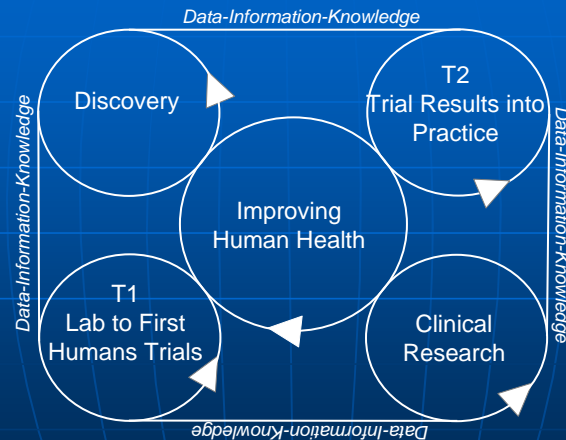 Data-Information-Knowledge
Discovery
T2
Trial Results into
Practice
Data-Information-Knowledge
Data-Information-Knowledge
Improving
Human Health
T1
Lab to First
Humans Trials
Clinical
Research
Data-Information-Knowledge